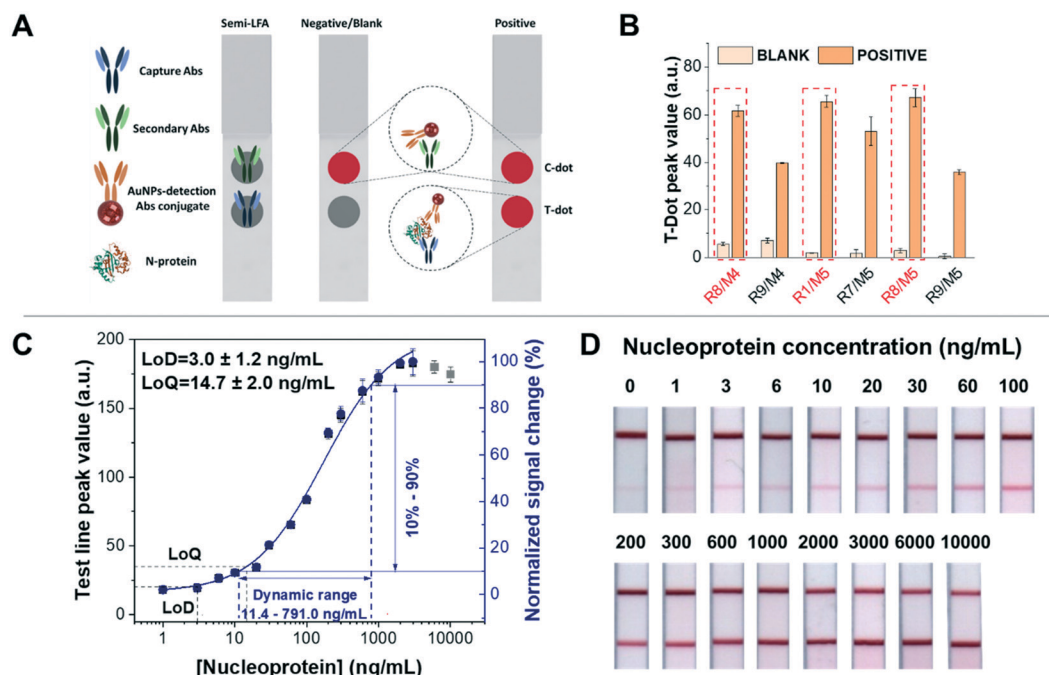 A
Semi-LFA
Negative/Blank
Positive
Capture Abs
Secondary Abs
AuNPs-detection
Abs conjugate
N-protein
C-dot
T-dot
B
BLANK
POSITIVE
T-Dot peak value (a.u.)
80
60
40
20
0
R8/M4
R9/M4
R1/M5
R7/M5
R8/M5
R9/M5
C
LoD=3.0 ± 1.2 ng/mL
LoQ=14.7 ± 2.0 ng/mL
Test line peak value (a.u.)
200
150
100
50
0
LoQ
LoD
10% - 90%
Dynamic range
11.4 - 791.0 ng/mL
Normalized signal change (%)
100
80
60
40
20
0
1
10
100
1000
10000
[Nucleoprotein] (ng/mL)
D
Nucleoprotein concentration (ng/mL)
0 1 3 6 10 20 30 60 100
200 300 600 1000 2000 3000 6000 10000